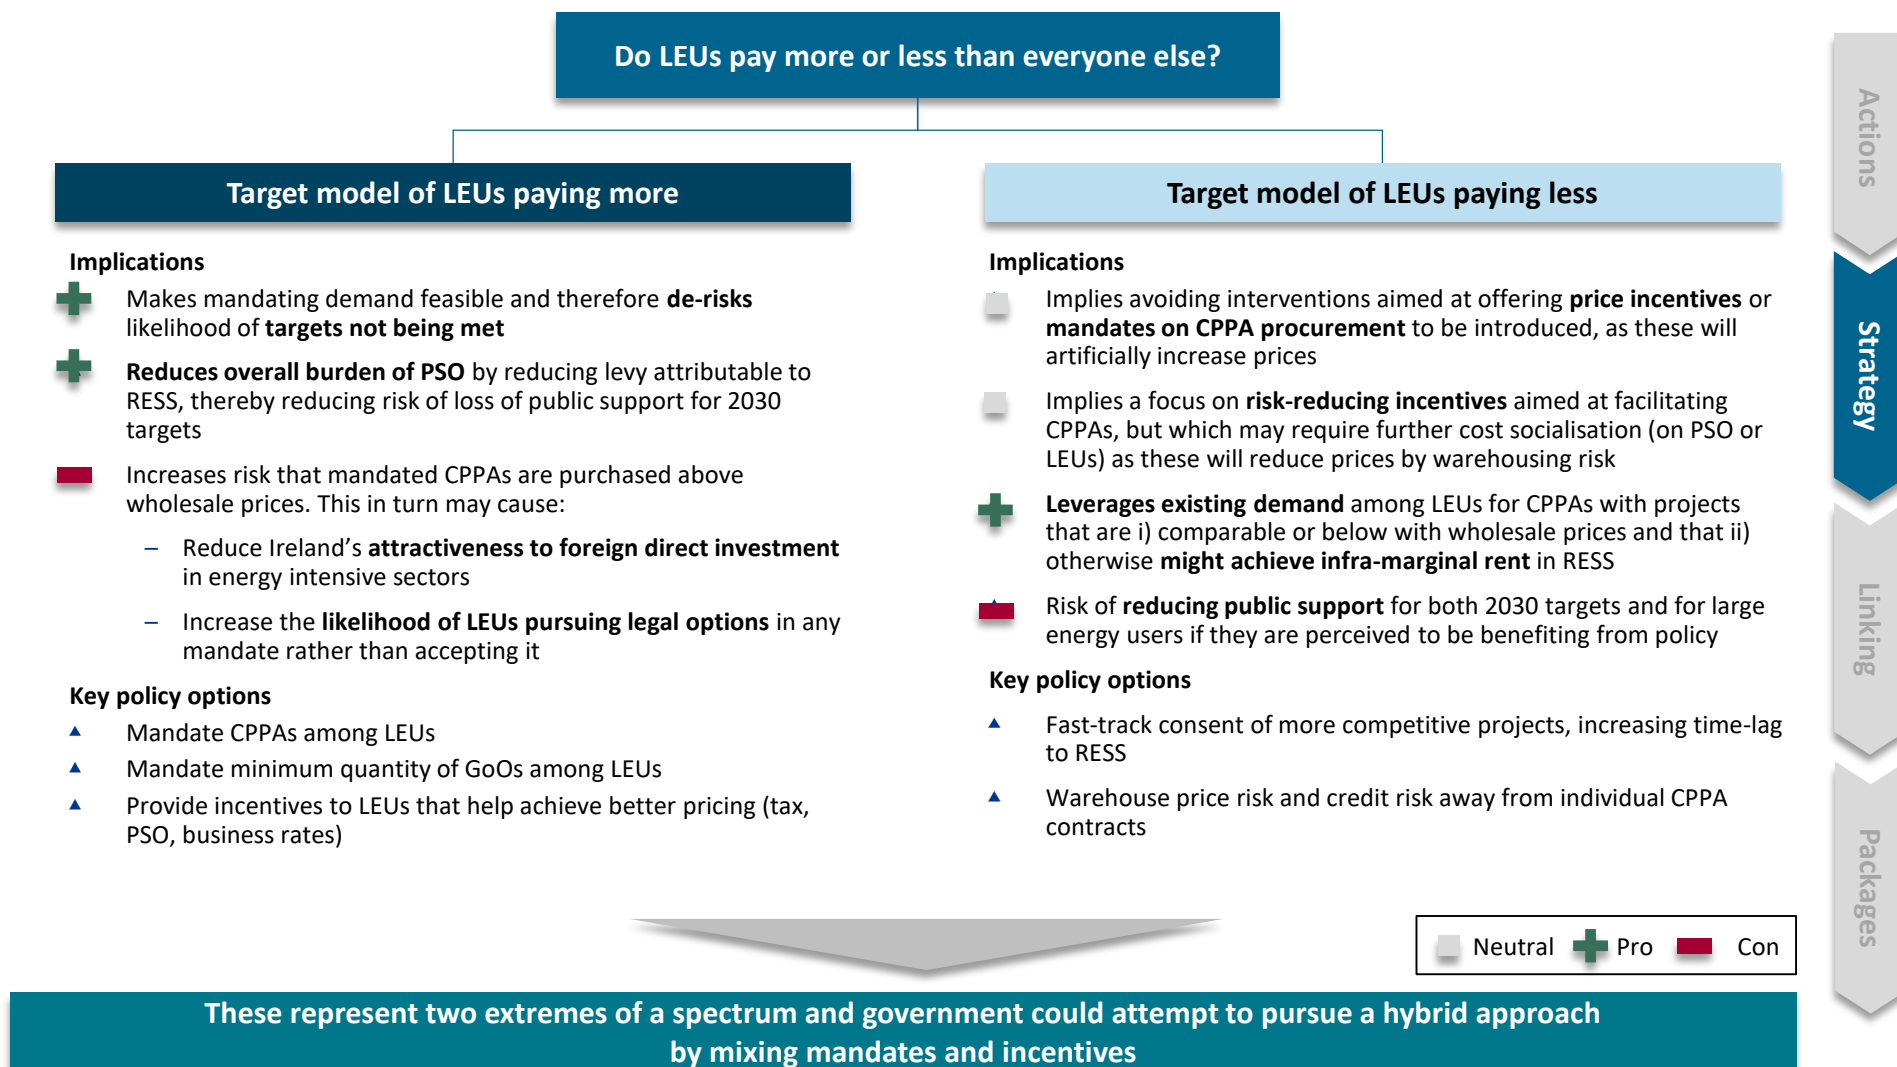 Do LEUs pay more or less than everyone else?
Target model of LEUs paying more
Implications
Makes mandating demand feasible and therefore de-risks
likelihood of targets not being met
Reduces overall burden of PSO by reducing levy attributable to
RESS, thereby reducing risk of loss of public support for 2030
targets
Increases risk that mandated CPPAs are purchased above
wholesale prices. This in turn may cause:
– Reduce Ireland’s attractiveness to foreign direct investment
in energy intensive sectors
– Increase the likelihood of LEUs pursuing legal options in any
mandate rather than accepting it
Key policy options
Mandate CPPAs among LEUs
Mandate minimum quantity of GoOs among LEUs
Provide incentives to LEUs that help achieve better pricing (tax,
PSO, business rates)
Target model of LEUs paying less
Implications
Implies avoiding interventions aimed at offering price incentives or
mandates on CPPA procurement to be introduced, as these will
artificially increase prices
Implies a focus on risk-reducing incentives aimed at facilitating
CPPAs, but which may require further cost socialisation (on PSO or
LEUs) as these will reduce prices by warehousing risk
Leverages existing demand among LEUs for CPPAs with projects
that are i) comparable or below with wholesale prices and that ii)
otherwise might achieve infra-marginal rent in RESS
Risk of reducing public support for both 2030 targets and for large
energy users if they are perceived to be benefiting from policy
Key policy options
Fast-track consent of more competitive projects, increasing time-lag
to RESS
Warehouse price risk and credit risk away from individual CPPA
contracts
Neutral Pro Con
These represent two extremes of a spectrum and government could attempt to pursue a hybrid approach
by mixing mandates and incentives
Actions
Strategy
Linking
Packages